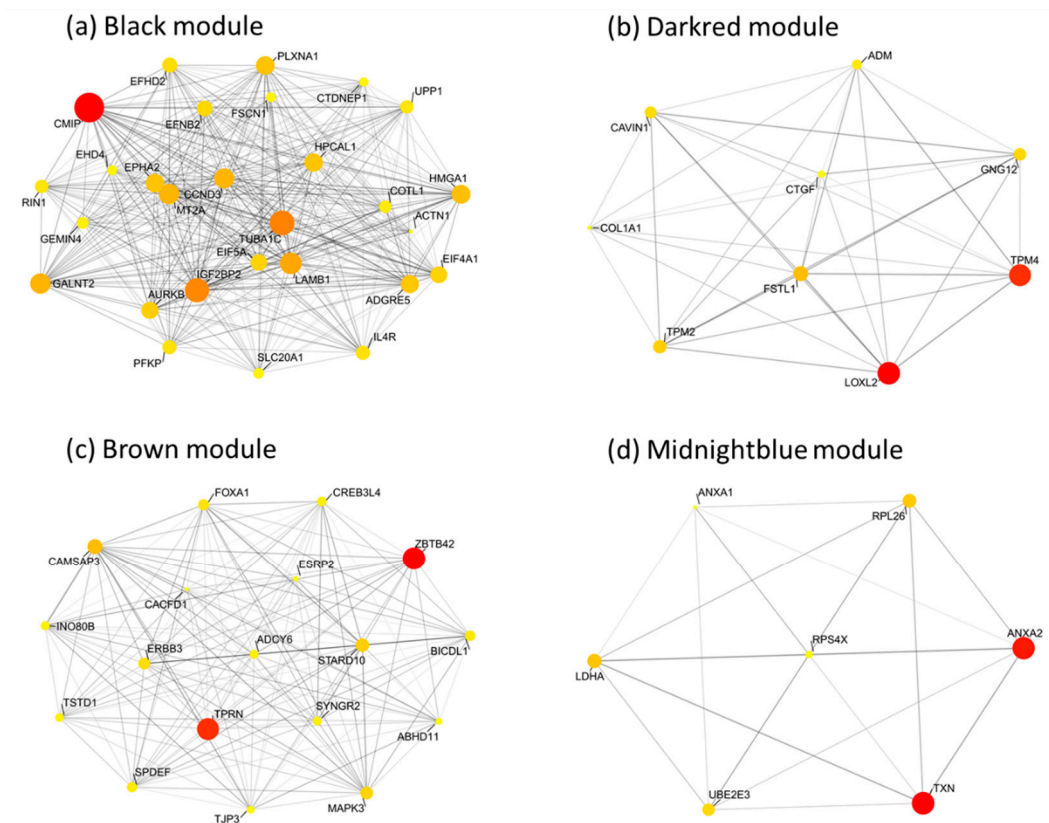 (a) Black module
PLXNA1
EFHD2
CTDNEP1
UPP1
CMIP
EFNB2
FSCN1
HPCAL1
EHD4
EPHA2
HMGA1
RIN1
CCND3
COTL1
MT2A
ACTN1
GEMIN4
TUBA1C
EIF5A
EIF4A1
GALNT2
IGF2BP2
LAMB1
AURKB
ADGRE5
IL4R
PFKP
SLC20A1
(b) Darkred module
ADM
CAVIN1
GNG12
CTGF
COL1A1
TPM4
FSTL1
TPM2
LOXL2
(c) Brown module
FOXA1
CREB3L4
ZBTB42
CAMSAP3
ESRP2
CACFD1
INO80B
ERBB3
ADCY6
STARD10
BICDL1
TSTD1
TPRN
SYNGR2
ABHD11
SPDEF
MAPK3
TJP3
(d) Midnightblue module
ANXA1
RPL26
RPS4X
ANXA2
LDHA
UBE2E3
TXN